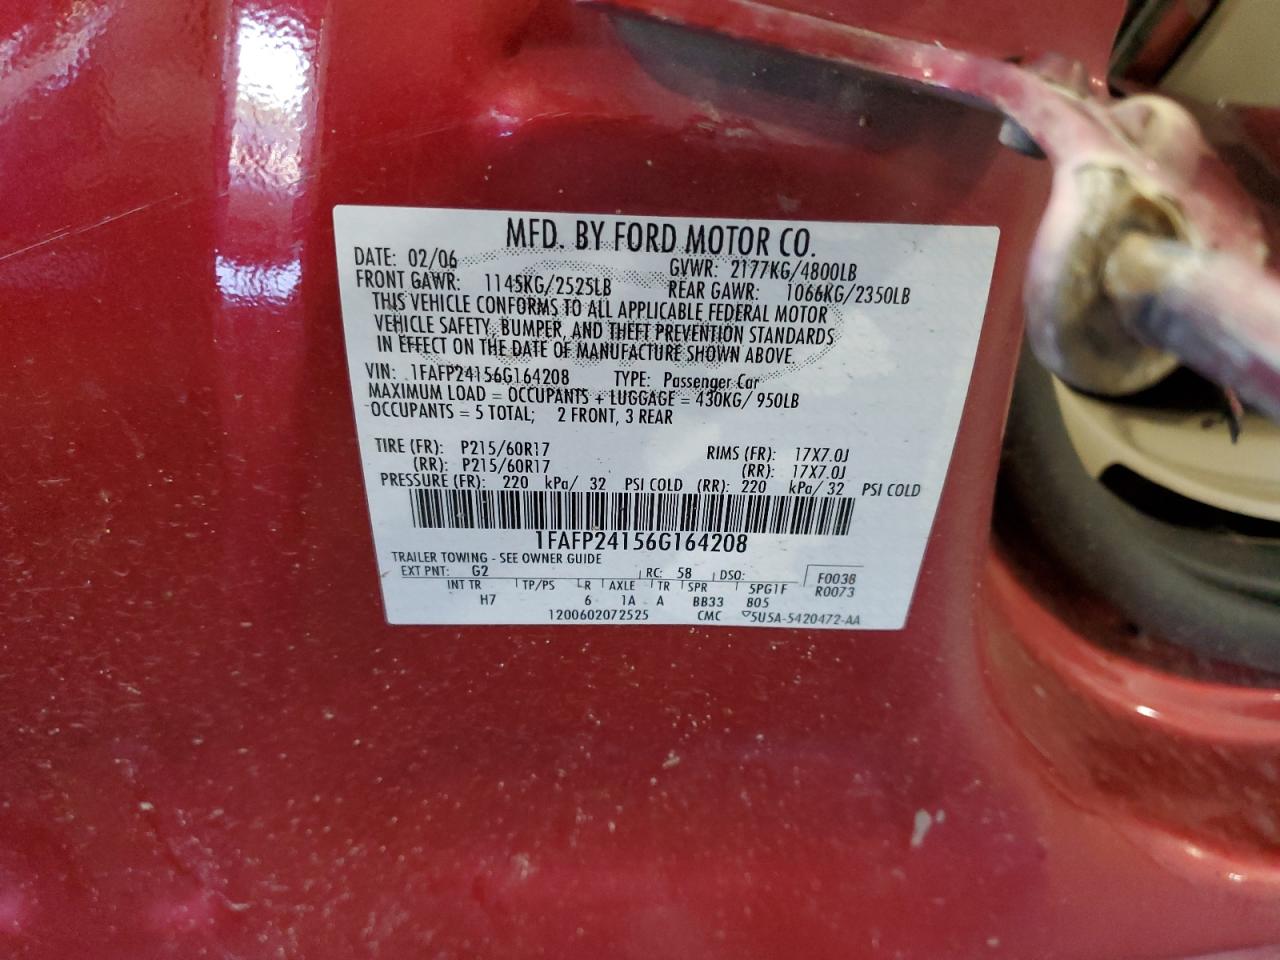 MFD. BY FORD MOTOR CO.
DATE: 02/06 GVWR: 2177KG/4800LB
FRONT GAWR: 1145KG/2525LB REAR GAWR: 1066KG/2350LB
THIS VEHICLE CONFORMS TO ALL APPLICABLE FEDERAL MOTOR
VEHICLE SAFETY, BUMPER, AND THEFT PREVENTION STANDARDS
IN EFFECT ON THE DATE OF MANUFACTURE SHOWN ABOVE.
VIN: 1FAFP24156G164208 TYPE: Passenger Car
MAXIMUM LOAD = OCCUPANTS + LUGGAGE = 430KG/ 950LB
OCCUPANTS = 5 TOTAL; 2 FRONT, 3 REAR
TIRE (FR): P215/60R17 RIMS (FR): 17X7.0J
(RR): P215/60R17 (RR): 17X7.0J
PRESSURE (FR): 220 kPa/ 32 PSI COLD (RR): 220 kPa/ 32 PSI COLD
1FAFP24156G164208
TRAILER TOWING - SEE OWNER GUIDE
EXT PNT: G2 RC: 58 DSO: F0038
INT TR TP/PS R AXLE TR SPR 5PG1F R0073
H7 6 1A A BB33 B05
1200602072525 CMC 5U5A-5420472-AA